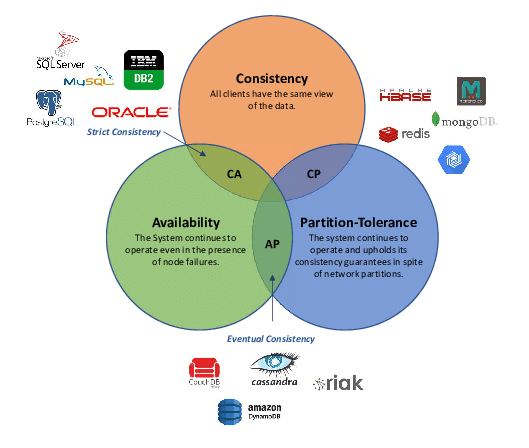 SQL Server
IBM
DB2
MySQL
PostgreSQL
ORACLE
Strict Consistency
Consistency
All clients have the same view
of the data.
APACHE
HBASE
redis
mongoDB.
CA
CP
Availability
The System continues to
operate even in the presence
of node failures.
AP
Partition-Tolerance
The system continues to
operate and upholds its
consistency guarantees in spite
of network partitions.
Eventual Consistency
CouchDB
cassandra
riak
amazon
DynamoDB